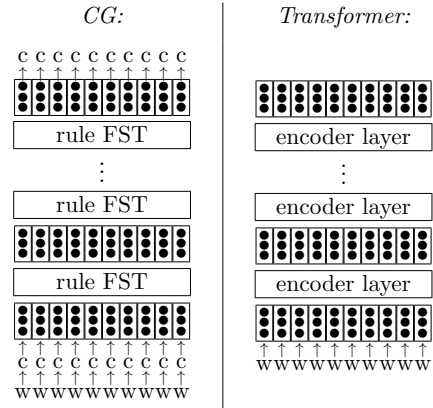 CG:
c c c c c c c c c c
rule FST
⋮
rule FST
rule FST
c c c c c c c c c c
w w w w w w w w w w
Transformer:
encoder layer
⋮
encoder layer
encoder layer
w w w w w w w w w w